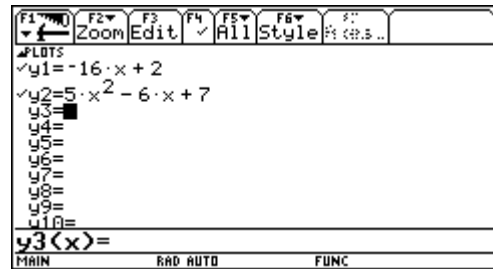 F1 F2 Zoom F3 Edit F4 ✓ F5 All F6 Style
PLOTS
✓y1=-16·x+2
✓y2=5·x²-6·x+7
y3=
y4=
y5=
y6=
y7=
y8=
y9=
y10=
y3(x)=
MAIN RAD AUTO FUNC